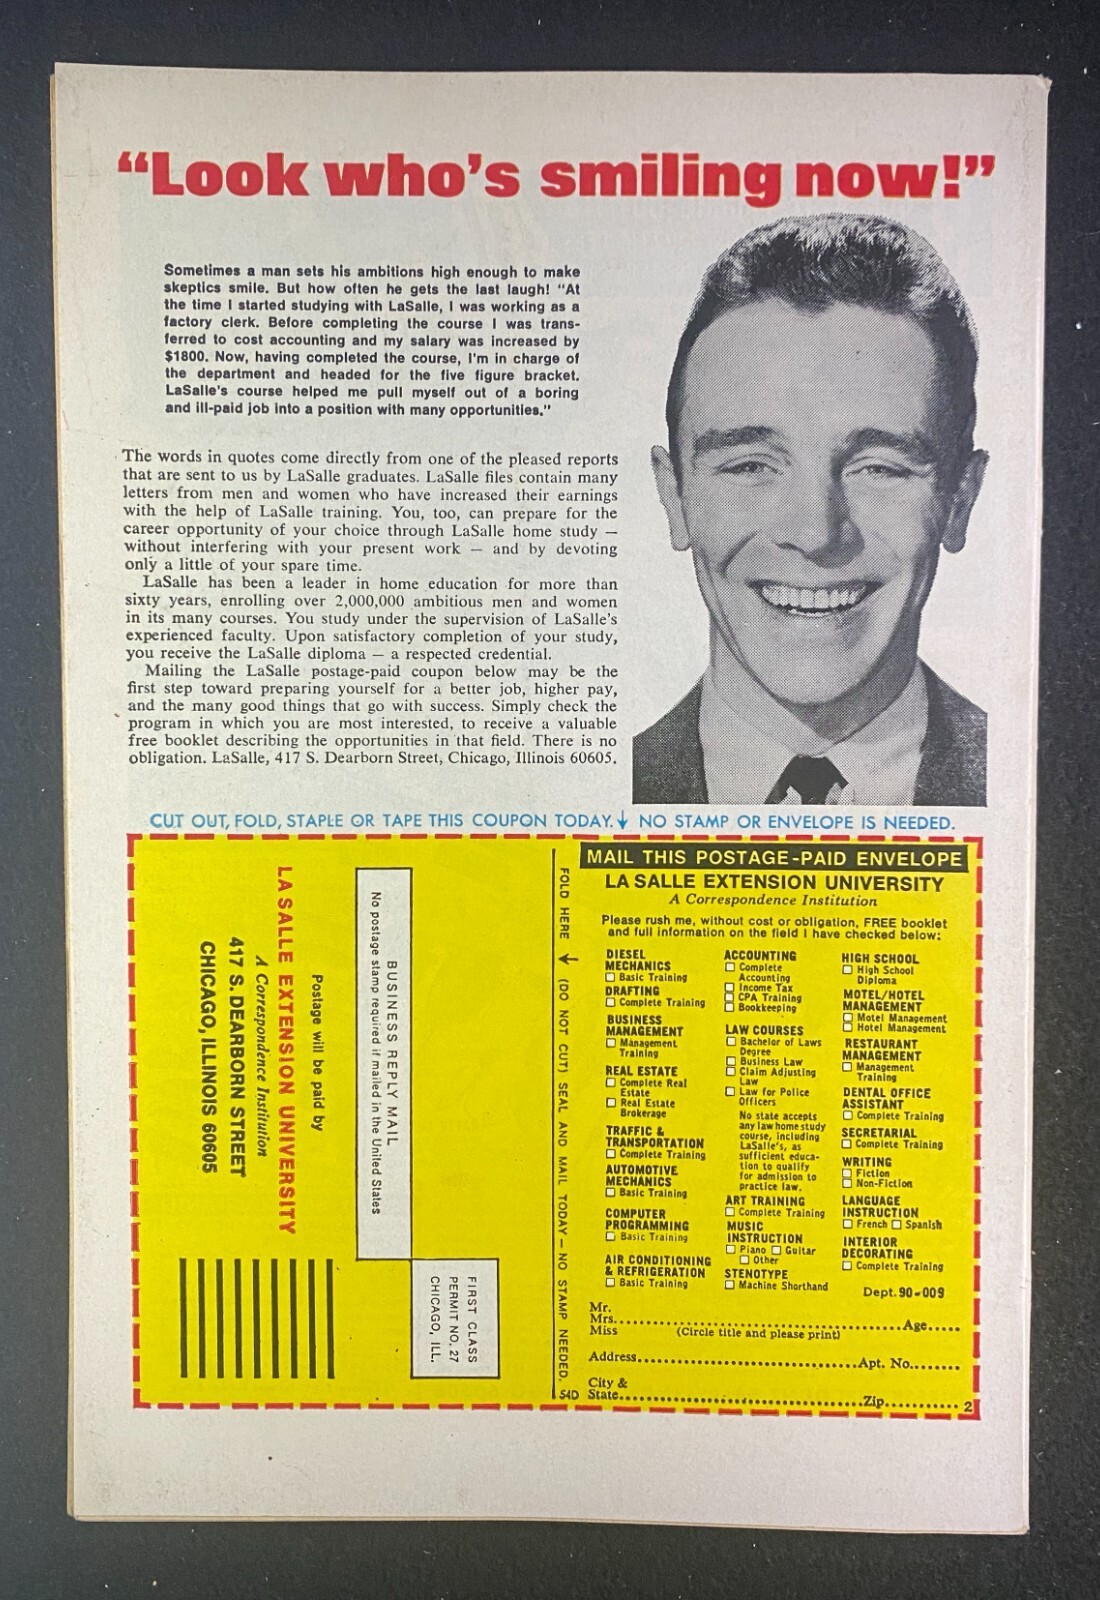 “Look who's smiling now!”
Sometimes a man sets his ambitions high enough to make
skeptics smile. But how often he gets the last laugh! “At
the time I started studying with LaSalle, I was working as a
factory clerk. Before completing the course I was trans-
ferred to cost accounting and my salary was increased by
$1800. Now, having completed the course, I'm in charge of
the department and headed for the five figure bracket.
LaSalle's course helped me pull myself out of a boring
and ill-paid job into a position with many opportunities.”
The words in quotes come directly from one of the pleased reports
that are sent to us by LaSalle graduates. LaSalle files contain many
letters from men and women who have increased their earnings
with the help of LaSalle training. You, too, can prepare for the
career opportunity of your choice through LaSalle home study —
without interfering with your present work — and by devoting
only a little of your spare time.
LaSalle has been a leader in home education for more than
sixty years, enrolling over 2,000,000 ambitious men and women
in its many courses. You study under the supervision of LaSalle's
experienced faculty. Upon satisfactory completion of your study,
you receive the LaSalle diploma — a respected credential.
Mailing the LaSalle postage-paid coupon below may be the
first step toward preparing yourself for a better job, higher pay,
and the many good things that go with success. Simply check the
program in which you are most interested, to receive a valuable
free booklet describing the opportunities in that field. There is no
obligation. LaSalle, 417 S. Dearborn Street, Chicago, Illinois 60605.
CUT OUT, FOLD, STAPLE OR TAPE THIS COUPON TODAY. ↓ NO STAMP OR ENVELOPE IS NEEDED.
BUSINESS REPLY MAIL
No postage stamp required if mailed in the United States
FIRST CLASS
PERMIT NO. 27
CHICAGO, ILL.
Postage will be paid by
LA SALLE EXTENSION UNIVERSITY
A Correspondence Institution
417 S. DEARBORN STREET
CHICAGO, ILLINOIS 60605
FOLD HERE ↓ (DO NOT CUT) SEAL AND MAIL TODAY — NO STAMP NEEDED.
54D
MAIL THIS POSTAGE-PAID ENVELOPE
LA SALLE EXTENSION UNIVERSITY
A Correspondence Institution
Please rush me, without cost or obligation, FREE booklet
and full information on the field I have checked below:
DIESEL
MECHANICS
☐ Basic Training
DRAFTING
☐ Complete Training
BUSINESS
MANAGEMENT
☐ Management
Training
REAL ESTATE
☐ Complete Real
Estate
☐ Real Estate
Brokerage
TRAFFIC &
TRANSPORTATION
☐ Complete Training
AUTOMOTIVE
MECHANICS
☐ Basic Training
COMPUTER
PROGRAMMING
☐ Basic Training
AIR CONDITIONING
& REFRIGERATION
☐ Basic Training
ACCOUNTING
☐ Complete
Accounting
☐ Income Tax
☐ CPA Training
☐ Bookkeeping
LAW COURSES
☐ Bachelor of Laws
Degree
☐ Business Law
☐ Claim Adjusting
Law
☐ Law for Police
Officers
No state accepts
any law home study
course, including
LaSalle's, as
sufficient educa-
tion to qualify
for admission to
practice law.
ART TRAINING
☐ Complete Training
MUSIC
INSTRUCTION
☐ Piano ☐ Guitar
☐ Other
STENOTYPE
☐ Machine Shorthand
HIGH SCHOOL
☐ High School
Diploma
MOTEL/HOTEL
MANAGEMENT
☐ Motel Management
☐ Hotel Management
RESTAURANT
MANAGEMENT
☐ Management
Training
DENTAL OFFICE
ASSISTANT
☐ Complete Training
SECRETARIAL
☐ Complete Training
WRITING
☐ Fiction
☐ Non-Fiction
LANGUAGE
INSTRUCTION
☐ French ☐ Spanish
INTERIOR
DECORATING
☐ Complete Training
Dept. 90-009
Mr.
Mrs. Age
Miss (Circle title and please print)
Address Apt. No.
City &
State Zip
2